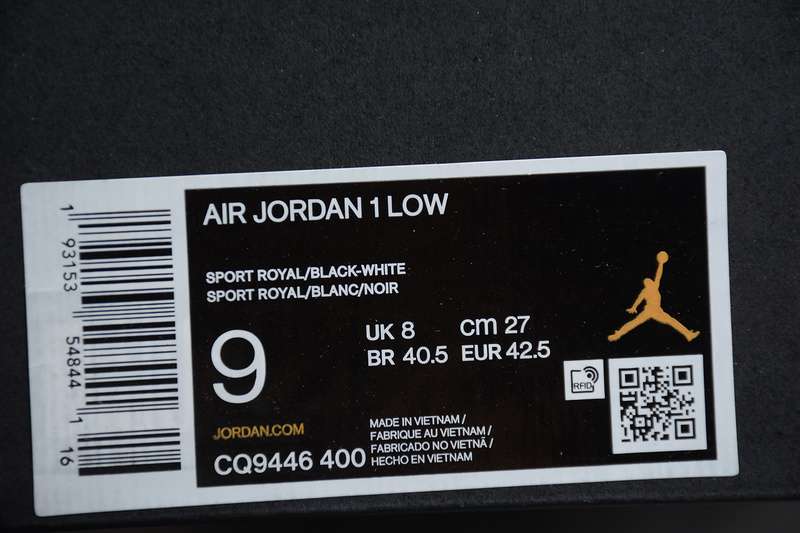 AIR JORDAN 1 LOW
SPORT ROYAL/BLACK-WHITE
SPORT ROYAL/BLANC/NOIR
9
UK 8 cm 27
BR 40.5 EUR 42.5
RFID
JORDAN.COM
CQ9446 400
MADE IN VIETNAM /
FABRIQUE AU VIETNAM /
FABRICADO NO VIETNÃ /
HECHO EN VIETNAM
1 93153 54844 1 16